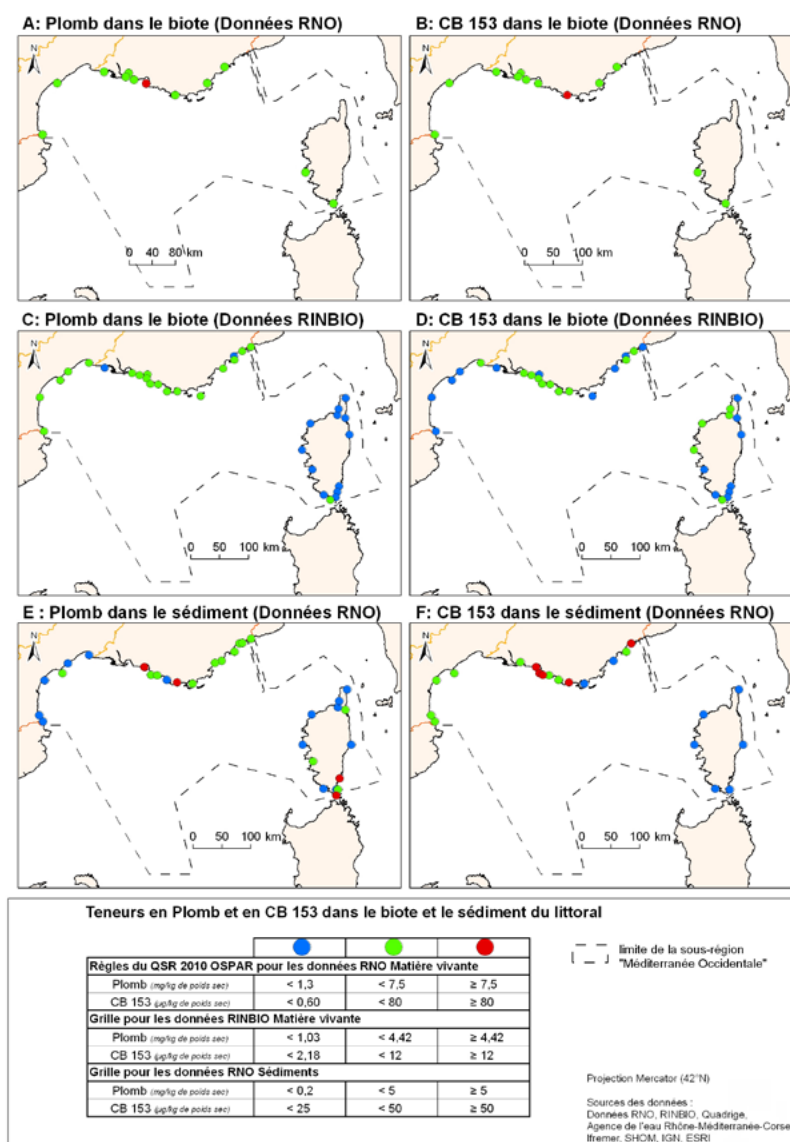 A: Plomb dans le biote (Données RNO)
B: CB 153 dans le biote (Données RNO)
N
N
0 40 80 km
0 50 100 km
C: Plomb dans le biote (Données RINBIO)
D: CB 153 dans le biote (Données RINBIO)
N
N
0 50 100 km
0 50 100 km
E : Plomb dans le sédiment (Données RNO)
F: CB 153 dans le sédiment (Données RNO)
N
N
0 50 100 km
0 50 100 km
Teneurs en Plomb et en CB 153 dans le biote et le sédiment du littoral
Règles du QSR 2010 OSPAR pour les données RNO Matière vivante
Plomb (mg/kg de poids sec) < 1,3 < 7,5 ≥ 7,5
CB 153 (µg/kg de poids sec) < 0,60 < 80 ≥ 80
Grille pour les données RINBIO Matière vivante
Plomb (mg/kg de poids sec) < 1,03 < 4,42 ≥ 4,42
CB 153 (µg/kg de poids sec) < 2,18 < 12 ≥ 12
Grille pour les données RNO Sédiments
Plomb (mg/kg de poids sec) < 0,2 < 5 ≥ 5
CB 153 (µg/kg de poids sec) < 25 < 50 ≥ 50
limite de la sous-région
"Méditerranée Occidentale"
Projection Mercator (42°N)
Sources des données :
Données RNO, RINBIO, Quadrige,
Agence de l'eau Rhône-Méditerranée-Corse
Ifremer, SHOM, IGN, ESRI